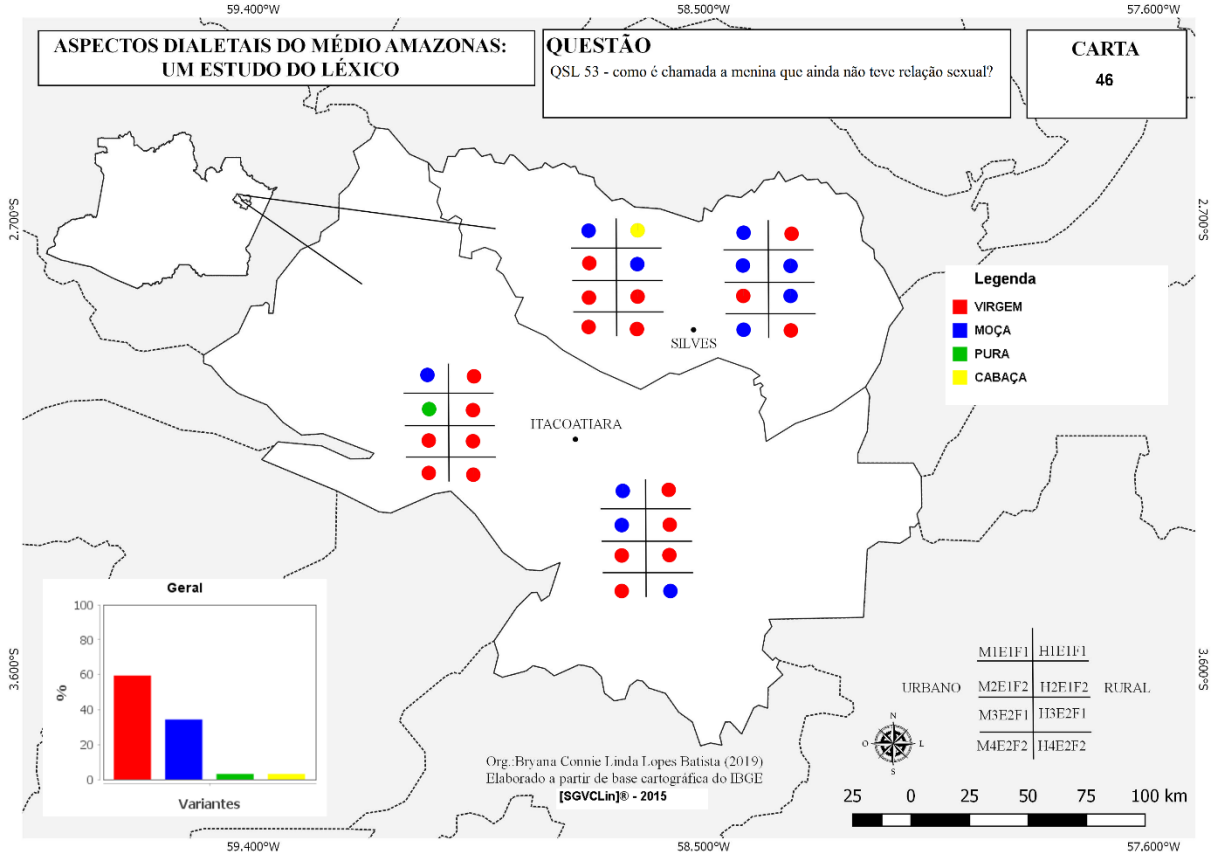 59.400°W
58.500°W
57.600°W
ASPECTOS DIALETAIS DO MÉDIO AMAZONAS:
UM ESTUDO DO LÉXICO
QUESTÃO
QSL 53 - como é chamada a menina que ainda não teve relação sexual?
CARTA
46
2.700°S
2.700°S
Legenda
VIRGEM
MOÇA
PURA
CABAÇA
SILVES
ITACOATIARA
Geral
100
80
60
40
20
0
%
Variantes
3.600°S
3.600°S
M1E1F1 H1E1F1
URBANO M2E1F2 H2E1F2 RURAL
M3E2F1 H3E2F1
M4E2F2 H4E2F2
N
O L
S
Org.:Bryana Connie Linda Lopes Batista (2019)
Elaborado a partir de base cartográfica do IBGE
[SGVCLin]® - 2015
25 0 25 50 75 100 km
59.400°W
58.500°W
57.600°W